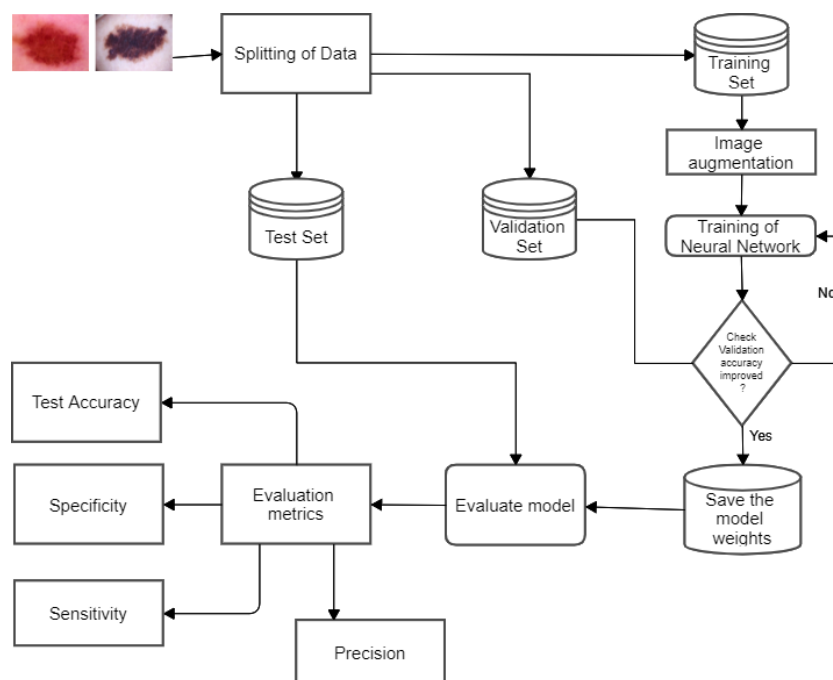 Splitting of Data
Training
Set
Image
augmentation
Test Set
Validation
Set
Training of
Neural Network
No
Check
Validation
accuracy
improved
?
Yes
Test Accuracy
Specificity
Evaluation
metrics
Evaluate model
Save the
model
weights
Sensitivity
Precision